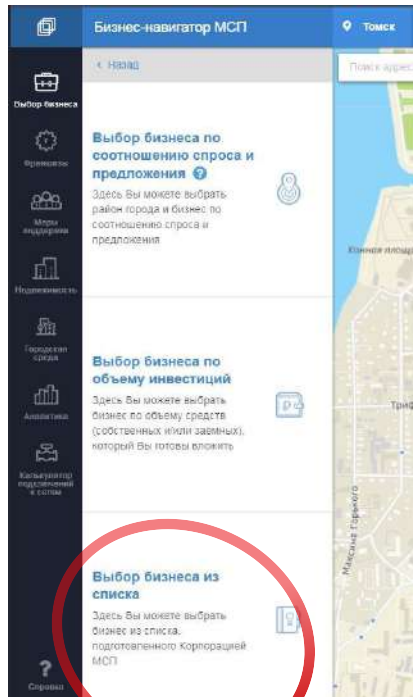 Бизнес-навигатор МСП
Томск
< Назад
Поиск адрес
Выбор бизнеса
Франшизы
Меры
поддержки
Недвижимость
Городская
среда
Аналитика
Калькулятор
подключения
к сетям
?
Справка
Выбор бизнеса по
соотношению спроса и
предложения ?
Здесь Вы можете выбрать
район города и бизнес по
соотношению спроса и
предложения
Выбор бизнеса по
объему инвестиций
Здесь Вы можете выбрать
бизнес по объему средств
(собственных и/или заемных),
который Вы готовы вложить
Выбор бизнеса из
списка
Здесь Вы можете выбрать
бизнес из списка,
подготовленного Корпорацией
МСП
Конная площ
Максима Горького
Триф